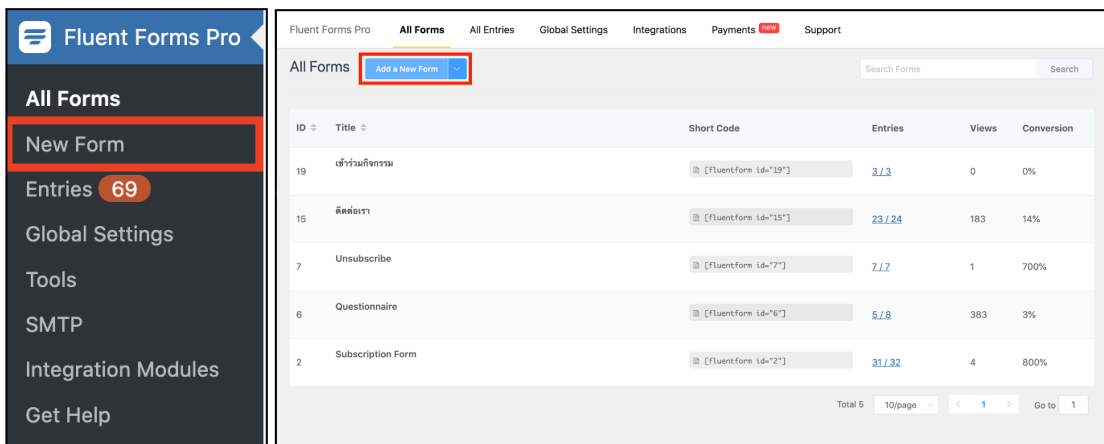 Fluent Forms Pro
All Forms
New Form
Entries 69
Global Settings
Tools
SMTP
Integration Modules
Get Help
Fluent Forms Pro All Forms All Entries Global Settings Integrations Payments new Support
All Forms Add a New Form Search Forms Search
ID Title Short Code Entries Views Conversion
19 เข้าร่วมกิจกรรม [fluentform id="19"] 3 / 3 0 0%
15 ติดต่อเรา [fluentform id="15"] 23 / 24 183 14%
7 Unsubscribe [fluentform id="7"] 7 / 7 1 700%
6 Questionnaire [fluentform id="6"] 5 / 8 383 3%
2 Subscription Form [fluentform id="2"] 31 / 32 4 800%
Total 5 10/page 1 Go to 1